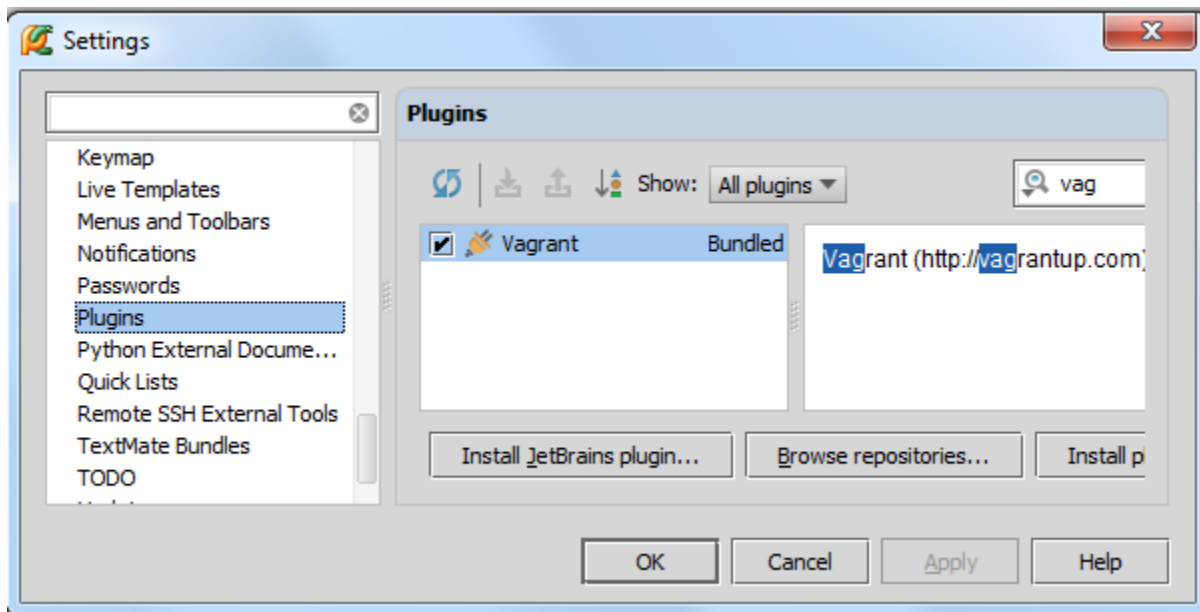 Settings
Plugins
Keymap
Live Templates
Menus and Toolbars
Notifications
Passwords
Plugins
Python External Docume...
Quick Lists
Remote SSH External Tools
TextMate Bundles
TODO
Show: All plugins
vag
Vagrant Bundled
Vagrant (http://vagrantup.com)
Install JetBrains plugin...
Browse repositories...
Install pl
OK
Cancel
Apply
Help